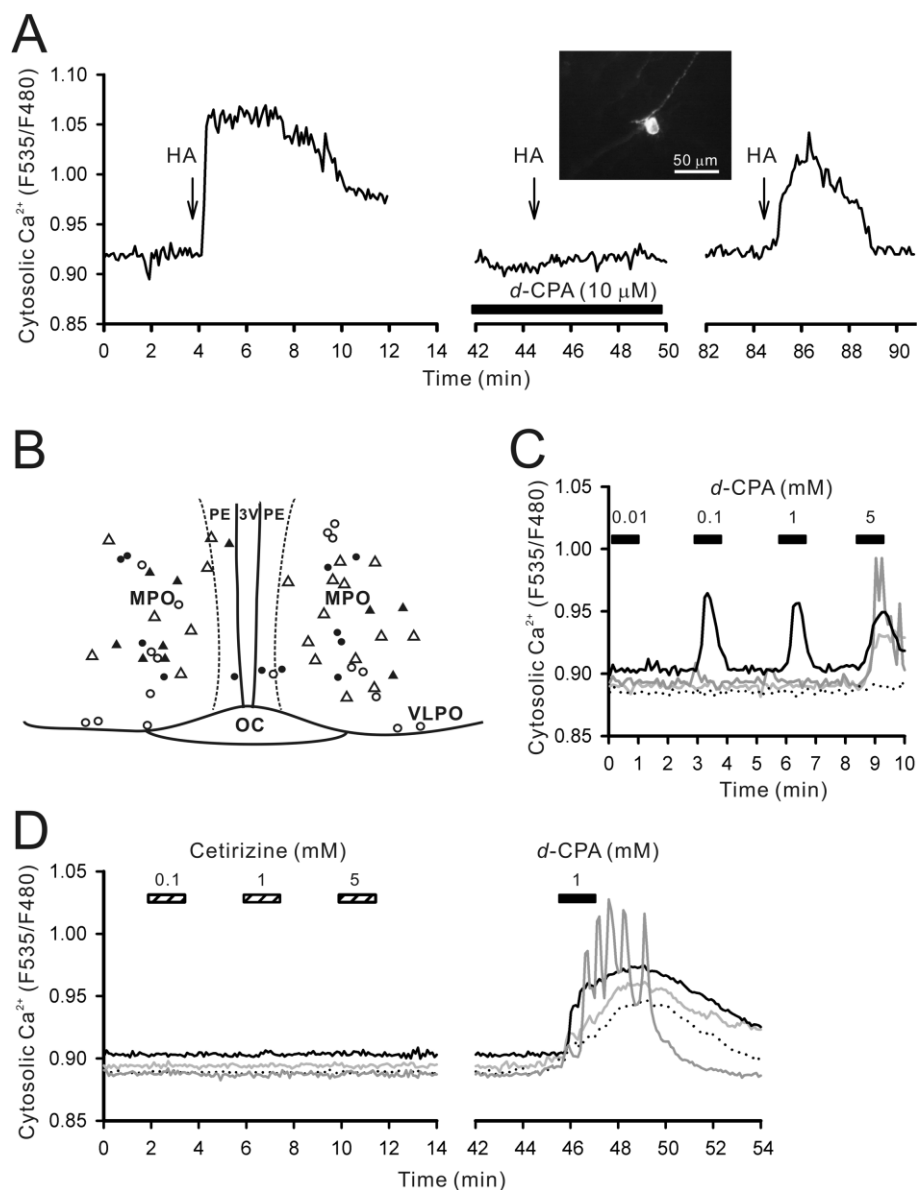 A
Cytosolic Ca²⁺ (F535/F480)
1.10
1.05
1.00
0.95
0.90
0.85
HA
HA
50 μm
HA
d-CPA (10 μM)
0 2 4 6 8 10 12 14
42 44 46 48 50
82 84 86 88 90
Time (min)
B
PE 3V PE
MPO MPO
OC
VLPO
C
d-CPA (mM)
0.01 0.1 1 5
Cytosolic Ca²⁺ (F535/F480)
1.05
1.00
0.95
0.90
0.85
0 1 2 3 4 5 6 7 8 9 10
Time (min)
D
Cetirizine (mM)
0.1 1 5
d-CPA (mM)
1
Cytosolic Ca²⁺ (F535/F480)
1.05
1.00
0.95
0.90
0.85
0 2 4 6 8 10 12 14
42 44 46 48 50 52 54
Time (min)